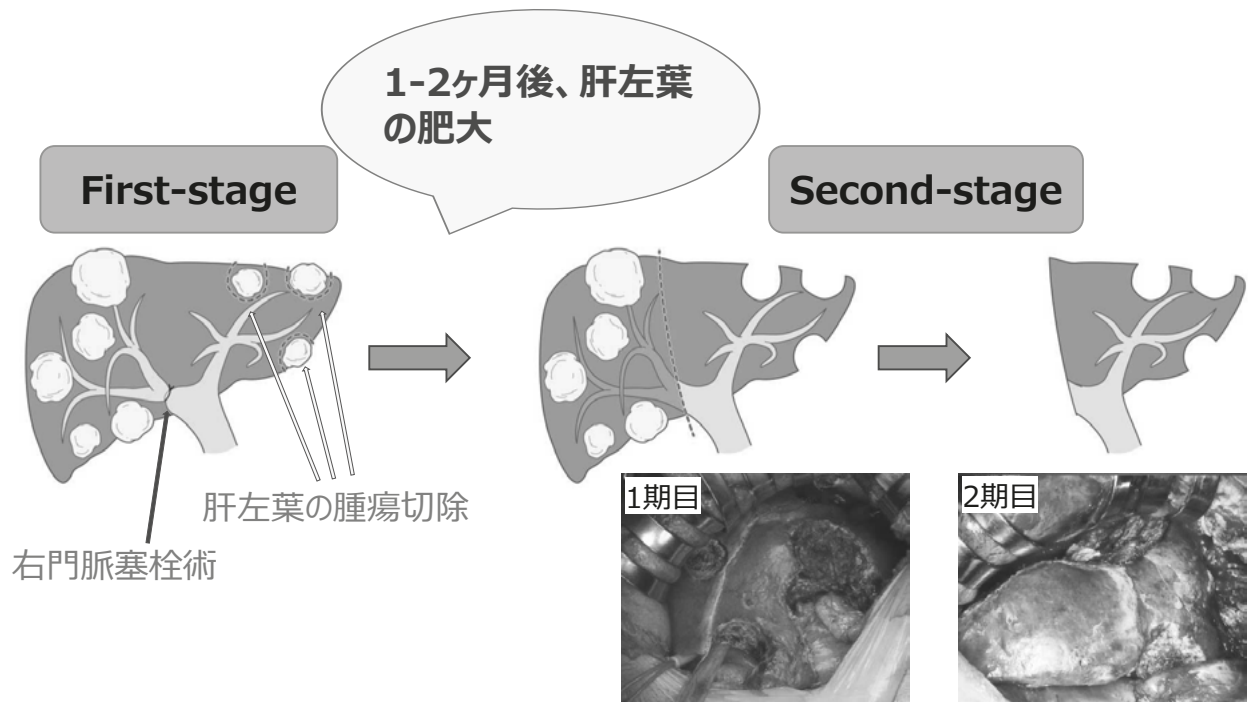 1-2ヶ月後、肝左葉
の肥大
First-stage
Second-stage
肝左葉の腫瘍切除
右門脈塞栓術
1期目
2期目